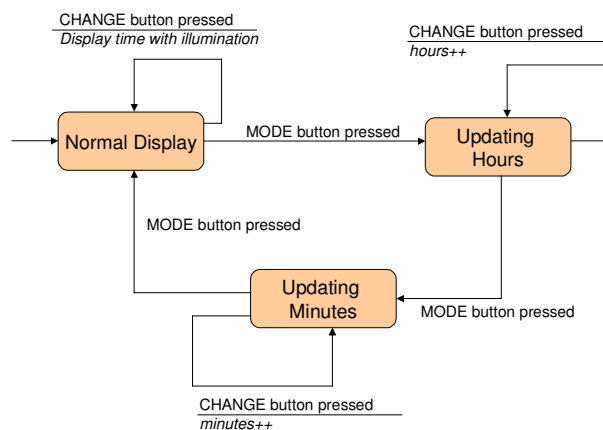 CHANGE button pressed
Display time with illumination
CHANGE button pressed
hours++
Normal Display
MODE button pressed
Updating
Hours
MODE button pressed
Updating
Minutes
MODE button pressed
CHANGE button pressed
minutes++